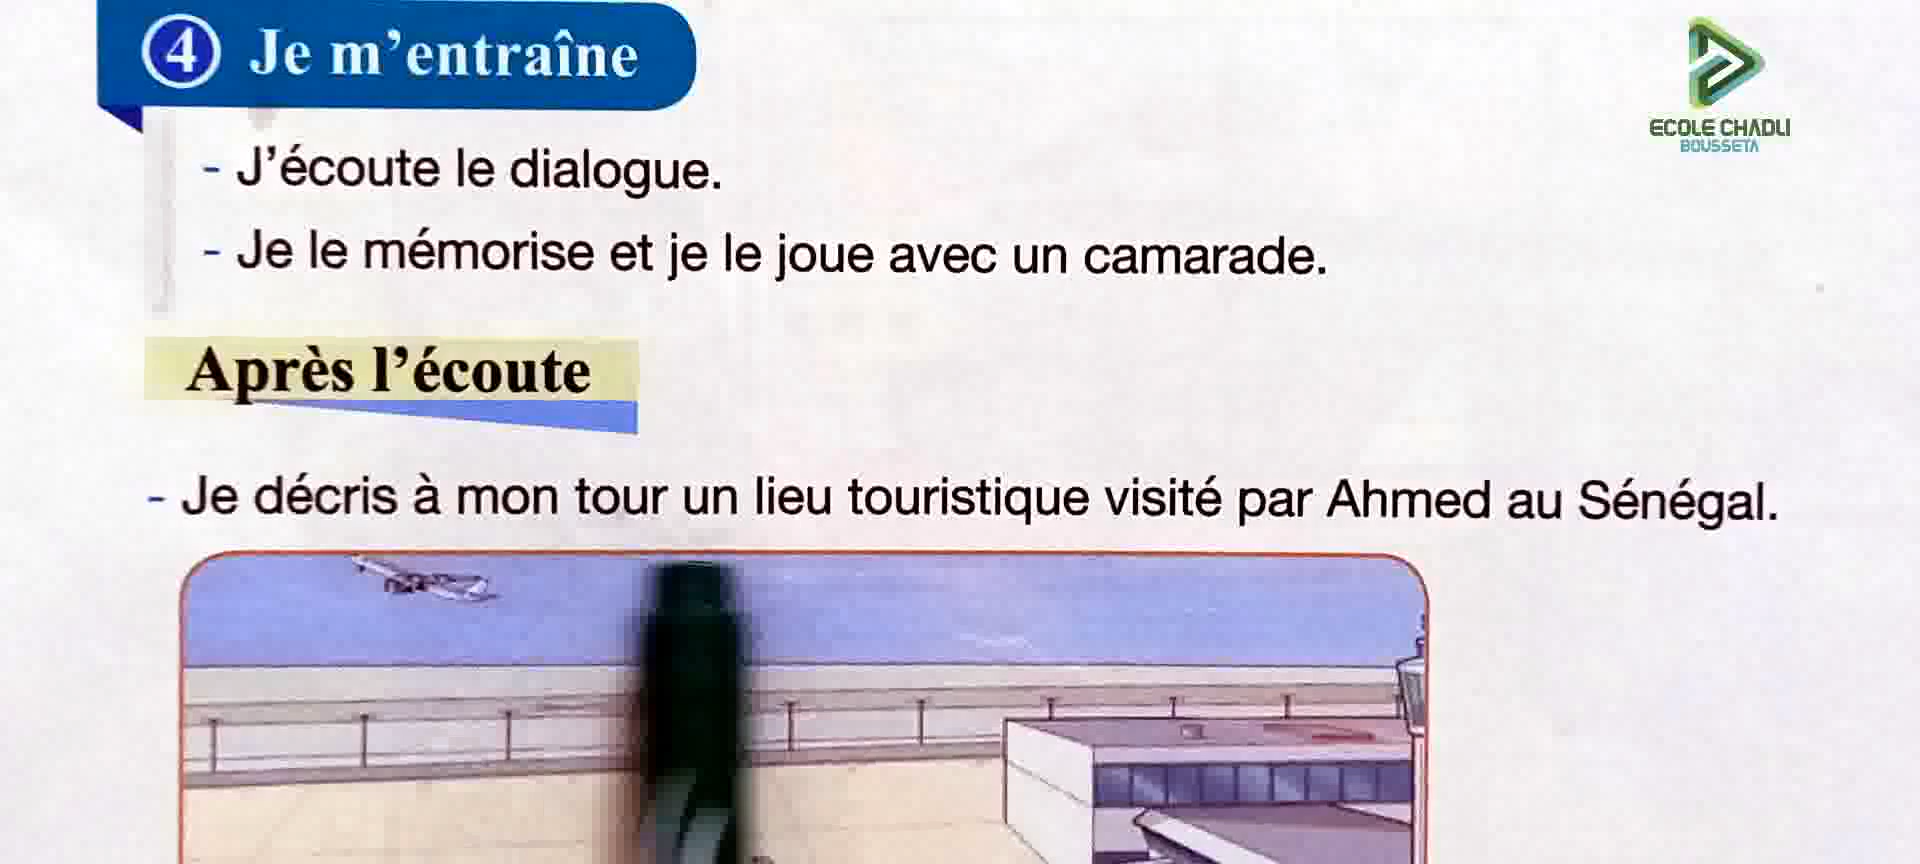 4 Je m'entraîne
ECOLE CHADLI
BOUSSETA
- J'écoute le dialogue.
- Je le mémorise et je le joue avec un camarade.
Après l'écoute
- Je décris à mon tour un lieu touristique visité par Ahmed au Sénégal.